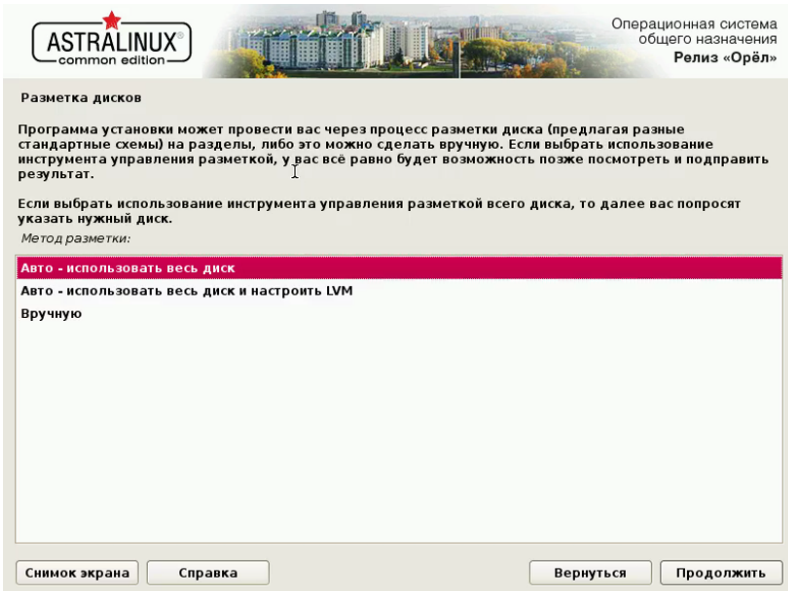 ASTRALINUX®
common edition
Операционная система
общего назначения
Релиз «Орёл»
Разметка дисков
Программа установки может провести вас через процесс разметки диска (предлагая разные
стандартные схемы) на разделы, либо это можно сделать вручную. Если выбрать использование
инструмента управления разметкой, у вас всё равно будет возможность позже посмотреть и подправить
результат.
Если выбрать использование инструмента управления разметкой всего диска, то далее вас попросят
указать нужный диск.
Метод разметки:
Авто - использовать весь диск
Авто - использовать весь диск и настроить LVM
Вручную
Снимок экрана
Справка
Вернуться
Продолжить